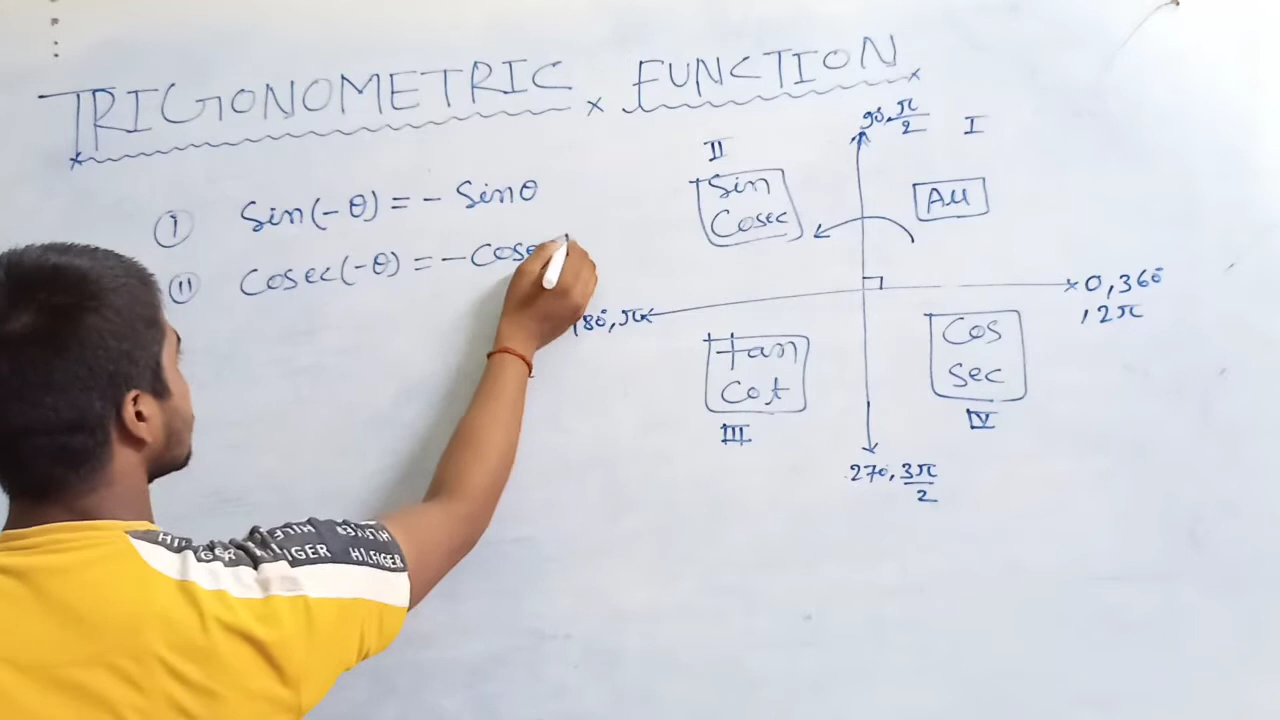 TRIGONOMETRIC FUNCTION
(I) Sin(-θ) = - Sinθ
(II) Cosec(-θ) = - Cose
90°, π/2
I
II
Sin
Cosec
All
0, 360°
, 2π
180°, π
tan
Cot
III
Cos
Sec
IV
270°, 3π/2
HILFIGER